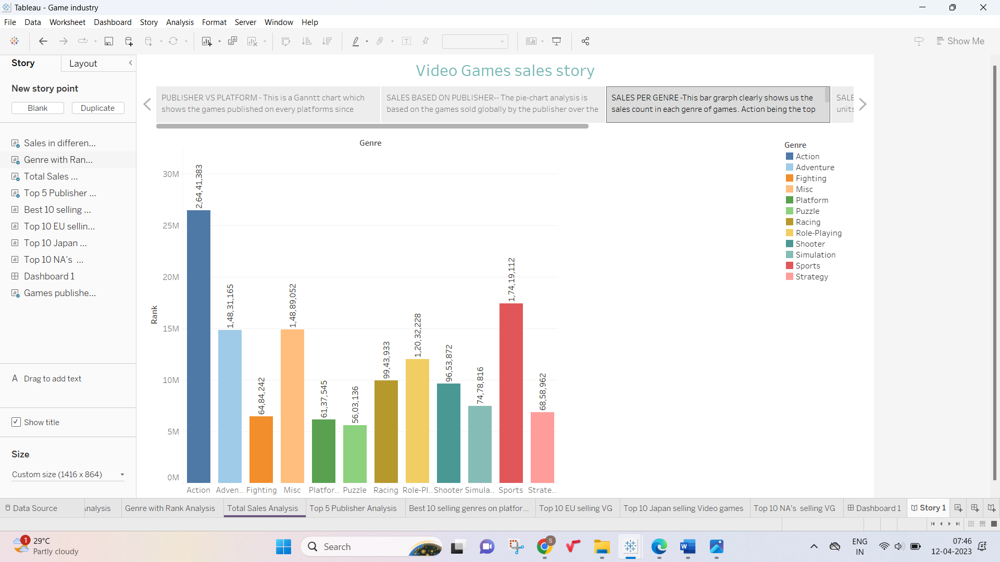 Tableau - Game industry
File Data Worksheet Dashboard Story Analysis Format Server Window Help
Show Me
Story Layout
New story point
Blank Duplicate
Sales in differen...
Genre with Ran...
Total Sales ...
Top 5 Publisher ...
Best 10 selling ...
Top 10 EU sellin...
Top 10 Japan ...
Top 10 NA's ...
Dashboard 1
Games publishe...
A Drag to add text
Show title
Size
Custom size (1416 x 864)
Video Games sales story
PUBLISHER VS PLATFORM - This is a Ganntt chart which
shows the games published on every platforms since
SALES BASED ON PUBLISHER-- The pie-chart analysis is
based on the games sold globally by the publisher over the
SALES PER GENRE -This bar grarph clearly shows us the
sales count in each genre of games. Action being the top
SALE
units
Genre
Rank
30M
25M
20M
15M
10M
5M
0M
2,64,41,383
1,48,31,165
64,84,242
1,48,89,052
61,37,545
56,03,136
99,43,933
1,20,32,228
96,53,872
74,78,816
1,74,19,112
68,58,962
Action Adven.. Fighting Misc Platfor.. Puzzle Racing Role-Pl.. Shooter Simula.. Sports Strate..
Genre
Action
Adventure
Fighting
Misc
Platform
Puzzle
Racing
Role-Playing
Shooter
Simulation
Sports
Strategy
Data Source nalysis Genre with Rank Analysis Total Sales Analysis Top 5 Publisher Analysis Best 10 selling genres on platfor... Top 10 EU selling VG Top 10 Japan selling Video games Top 10 NA's selling VG Dashboard 1 Story 1
1
29°C
Partly cloudy
Search
S
W
ENG
IN
07:46
12-04-2023